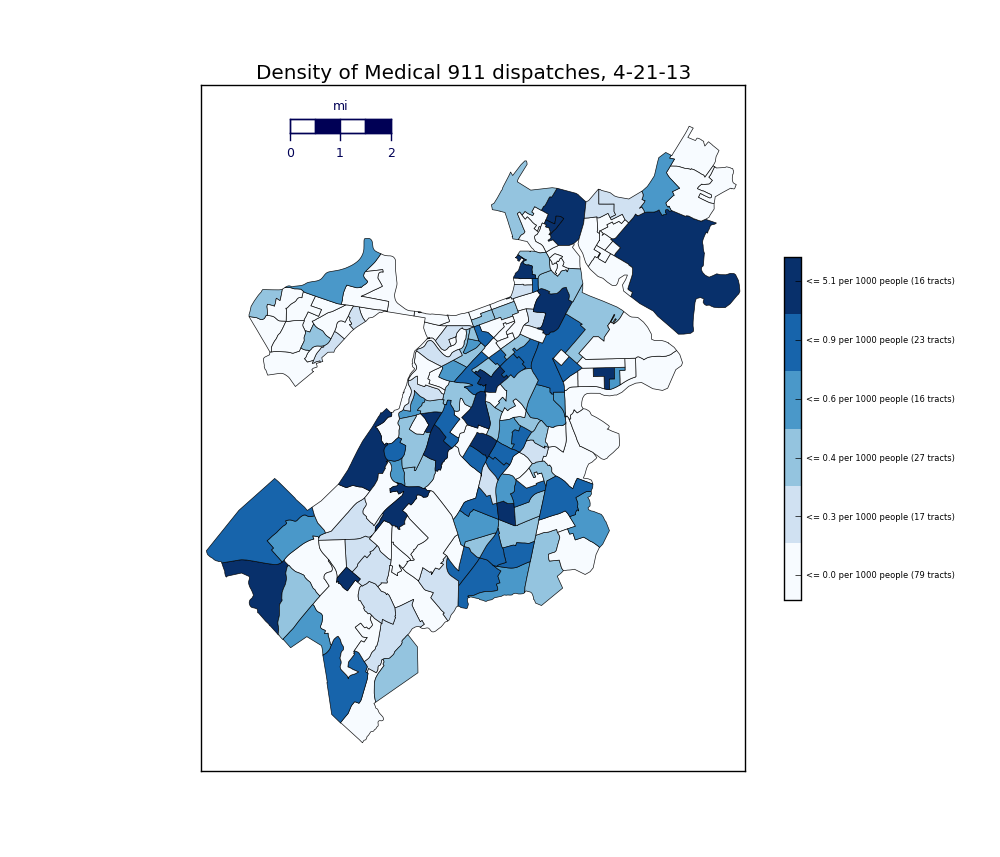 Density of Medical 911 dispatches, 4-21-13
mi
0 1 2
<= 5.1 per 1000 people (16 tracts)
<= 0.9 per 1000 people (23 tracts)
<= 0.6 per 1000 people (16 tracts)
<= 0.4 per 1000 people (27 tracts)
<= 0.3 per 1000 people (17 tracts)
<= 0.0 per 1000 people (79 tracts)